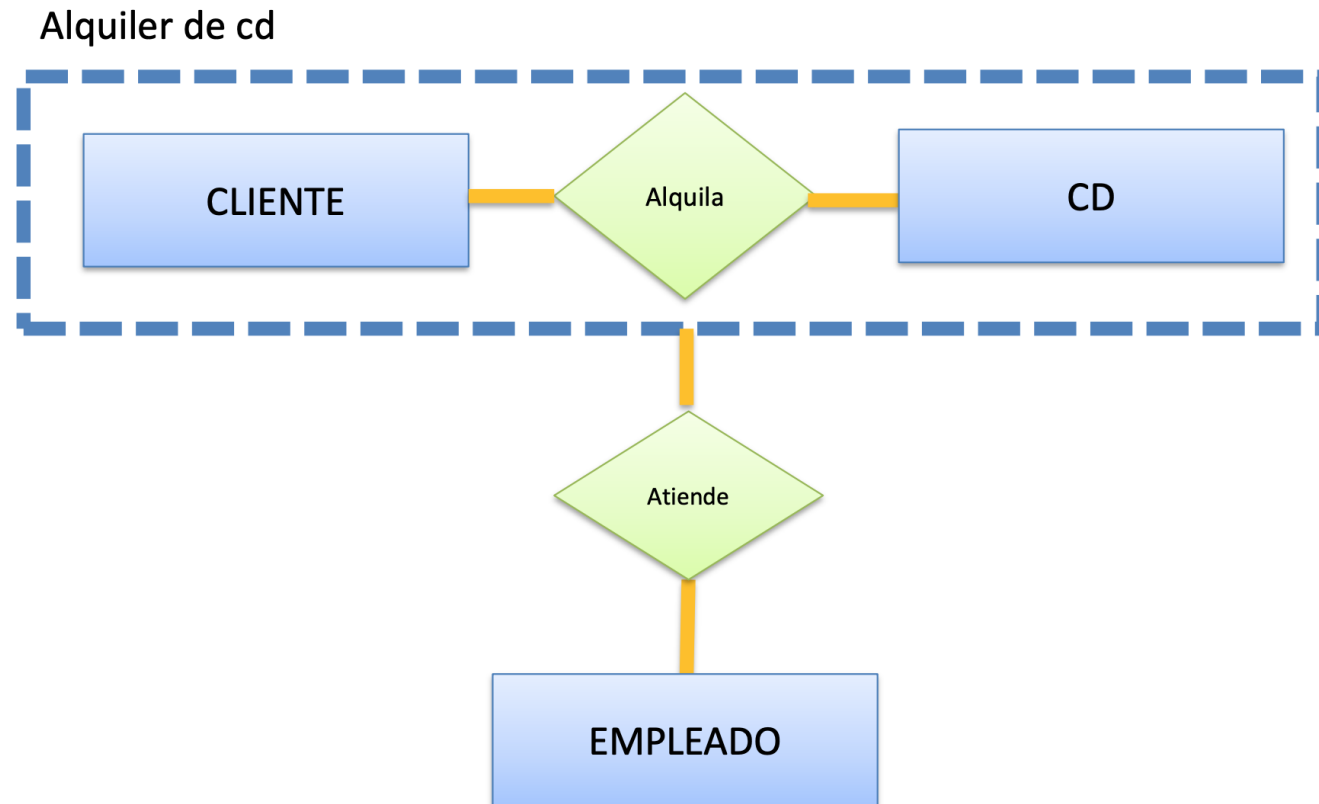 Alquiler de cd
CLIENTE
Alquila
CD
Atiende
EMPLEADO